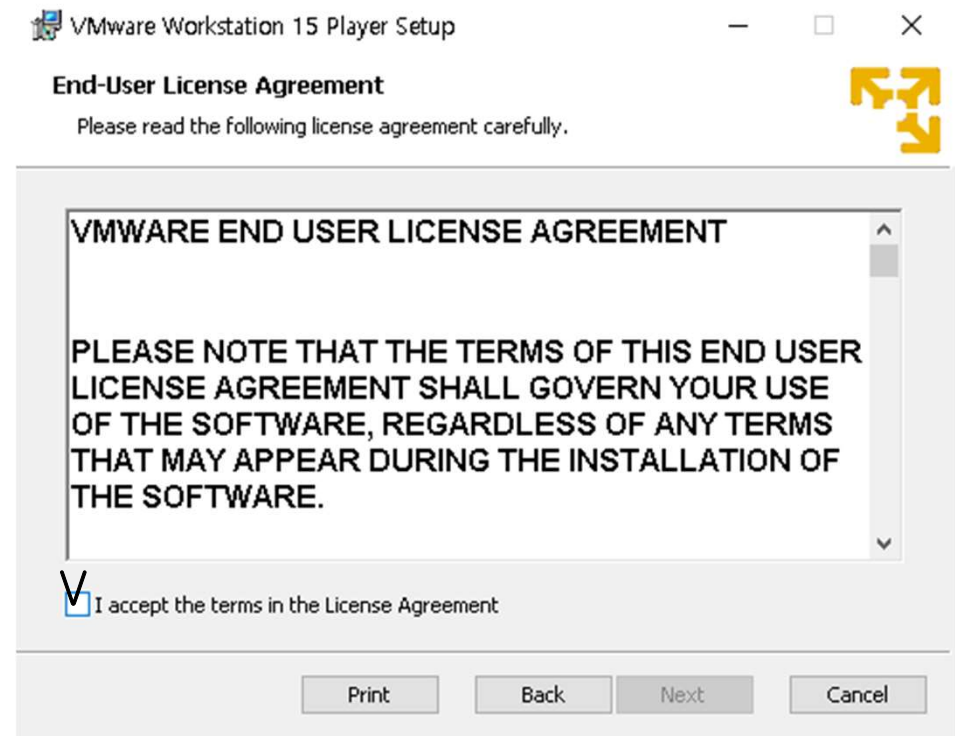 VMware Workstation 15 Player Setup
End-User License Agreement
Please read the following license agreement carefully.
VMWARE END USER LICENSE AGREEMENT
PLEASE NOTE THAT THE TERMS OF THIS END USER
LICENSE AGREEMENT SHALL GOVERN YOUR USE
OF THE SOFTWARE, REGARDLESS OF ANY TERMS
THAT MAY APPEAR DURING THE INSTALLATION OF
THE SOFTWARE.
V
I accept the terms in the License Agreement
Print Back Next Cancel